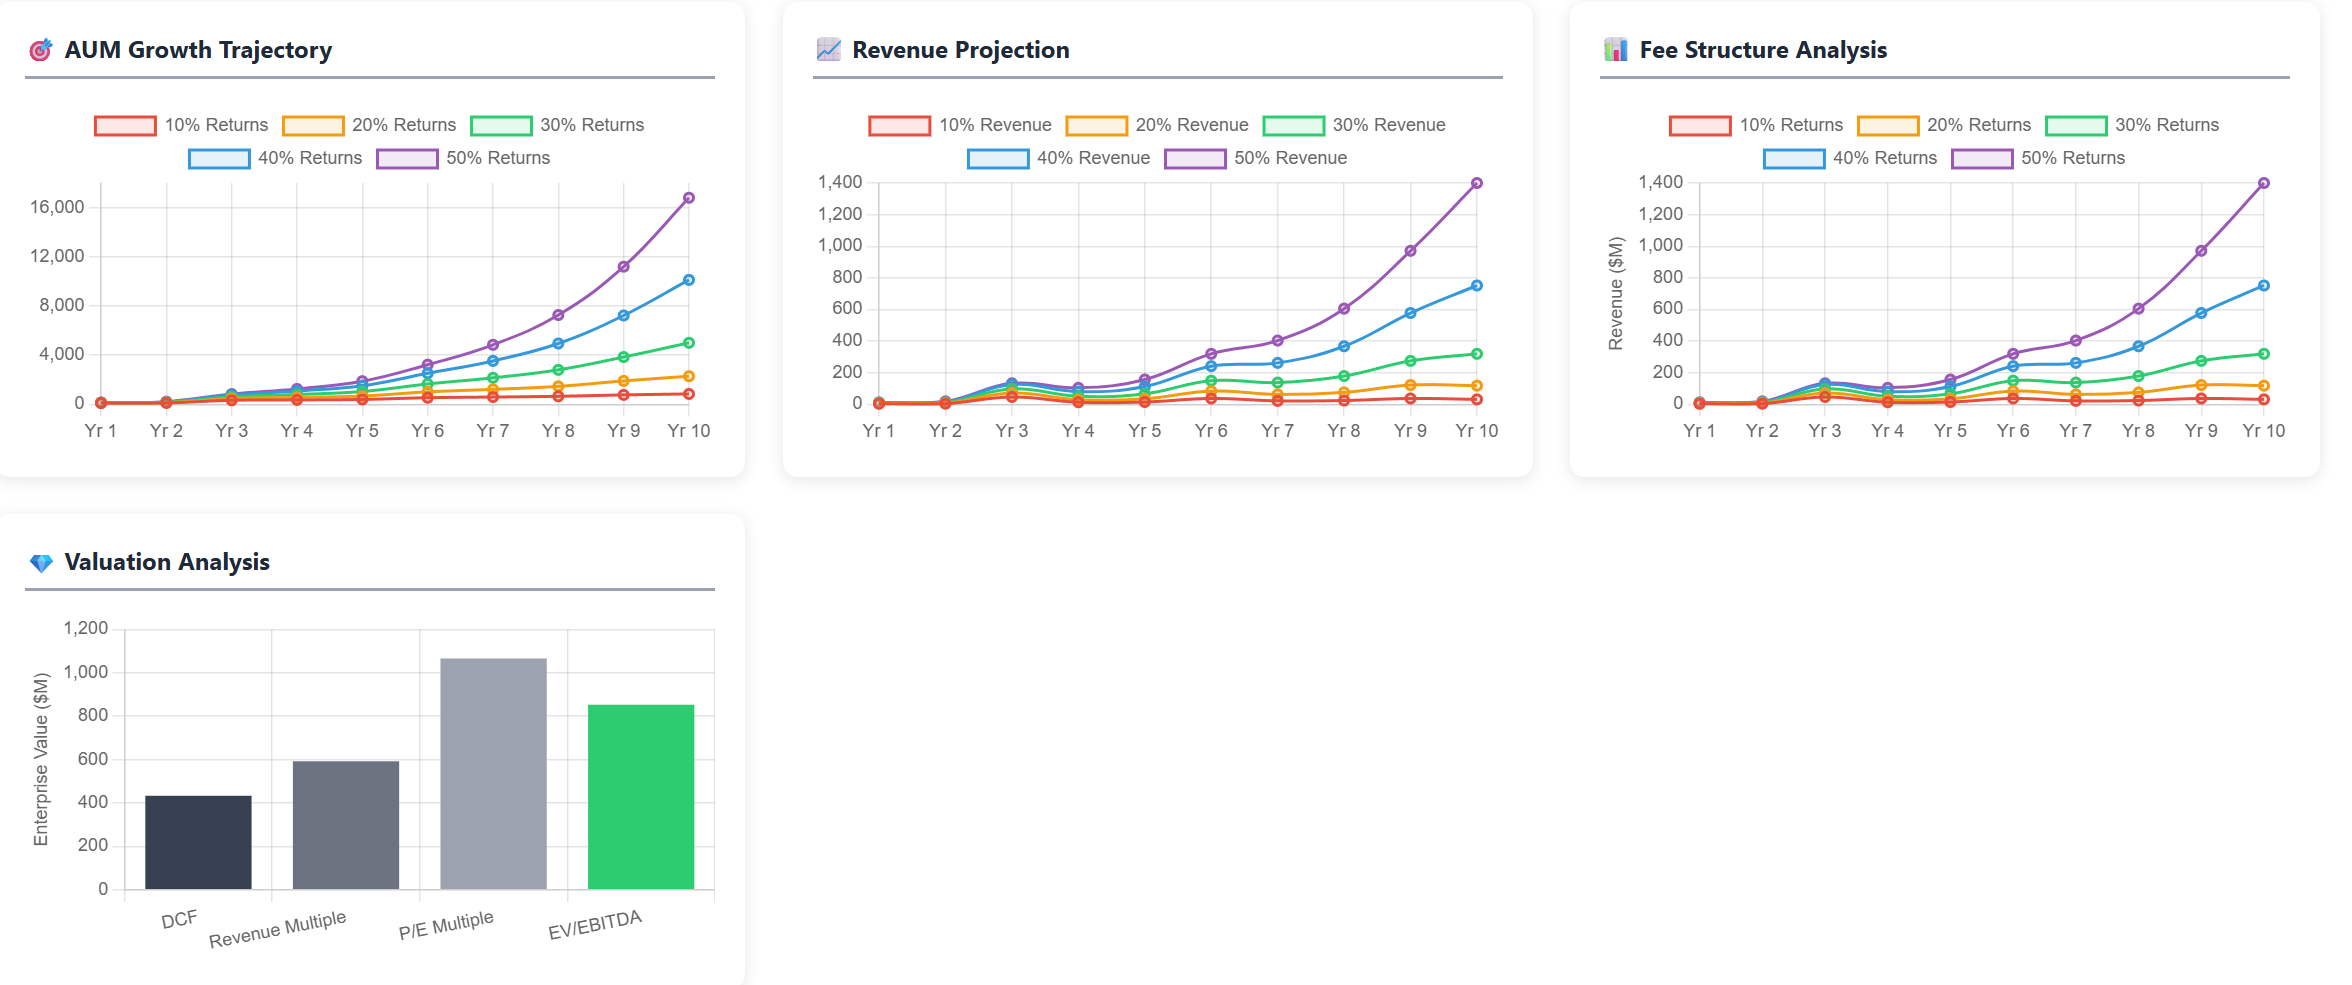 AUM Growth Trajectory
10% Returns 20% Returns 30% Returns
40% Returns 50% Returns
16,000
12,000
8,000
4,000
0
Yr 1 Yr 2 Yr 3 Yr 4 Yr 5 Yr 6 Yr 7 Yr 8 Yr 9 Yr 10
Revenue Projection
10% Revenue 20% Revenue 30% Revenue
40% Revenue 50% Revenue
1,400
1,200
1,000
800
600
400
200
0
Yr 1 Yr 2 Yr 3 Yr 4 Yr 5 Yr 6 Yr 7 Yr 8 Yr 9 Yr 10
Fee Structure Analysis
10% Returns 20% Returns 30% Returns
40% Returns 50% Returns
Revenue ($M)
1,400
1,200
1,000
800
600
400
200
0
Yr 1 Yr 2 Yr 3 Yr 4 Yr 5 Yr 6 Yr 7 Yr 8 Yr 9 Yr 10
Valuation Analysis
Enterprise Value ($M)
1,200
1,000
800
600
400
200
0
DCF
Revenue Multiple
P/E Multiple
EV/EBITDA